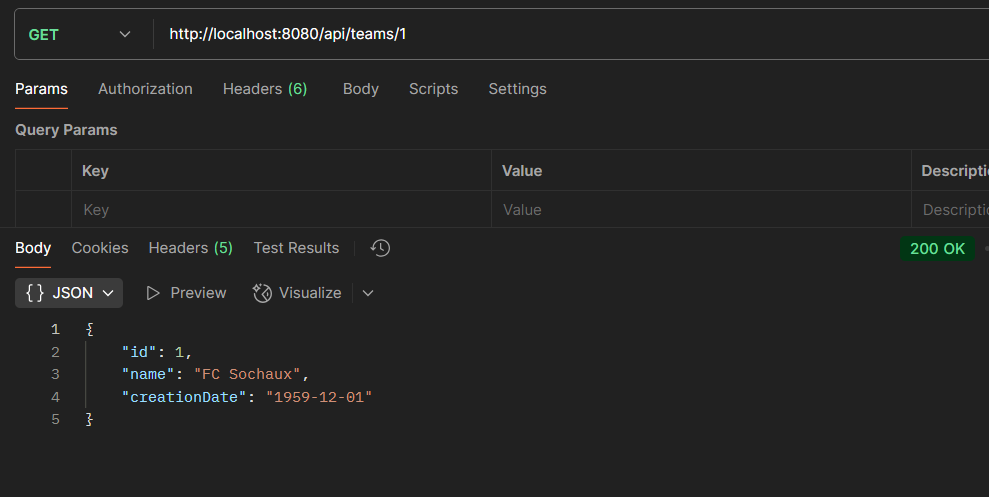 GET http://localhost:8080/api/teams/1
Params Authorization Headers (6) Body Scripts Settings
Query Params
Key Value Descripti
Key Value Descriptio
Body Cookies Headers (5) Test Results 200 OK
{} JSON Preview Visualize
1 {
2 "id": 1,
3 "name": "FC Sochaux",
4 "creationDate": "1959-12-01"
5 }